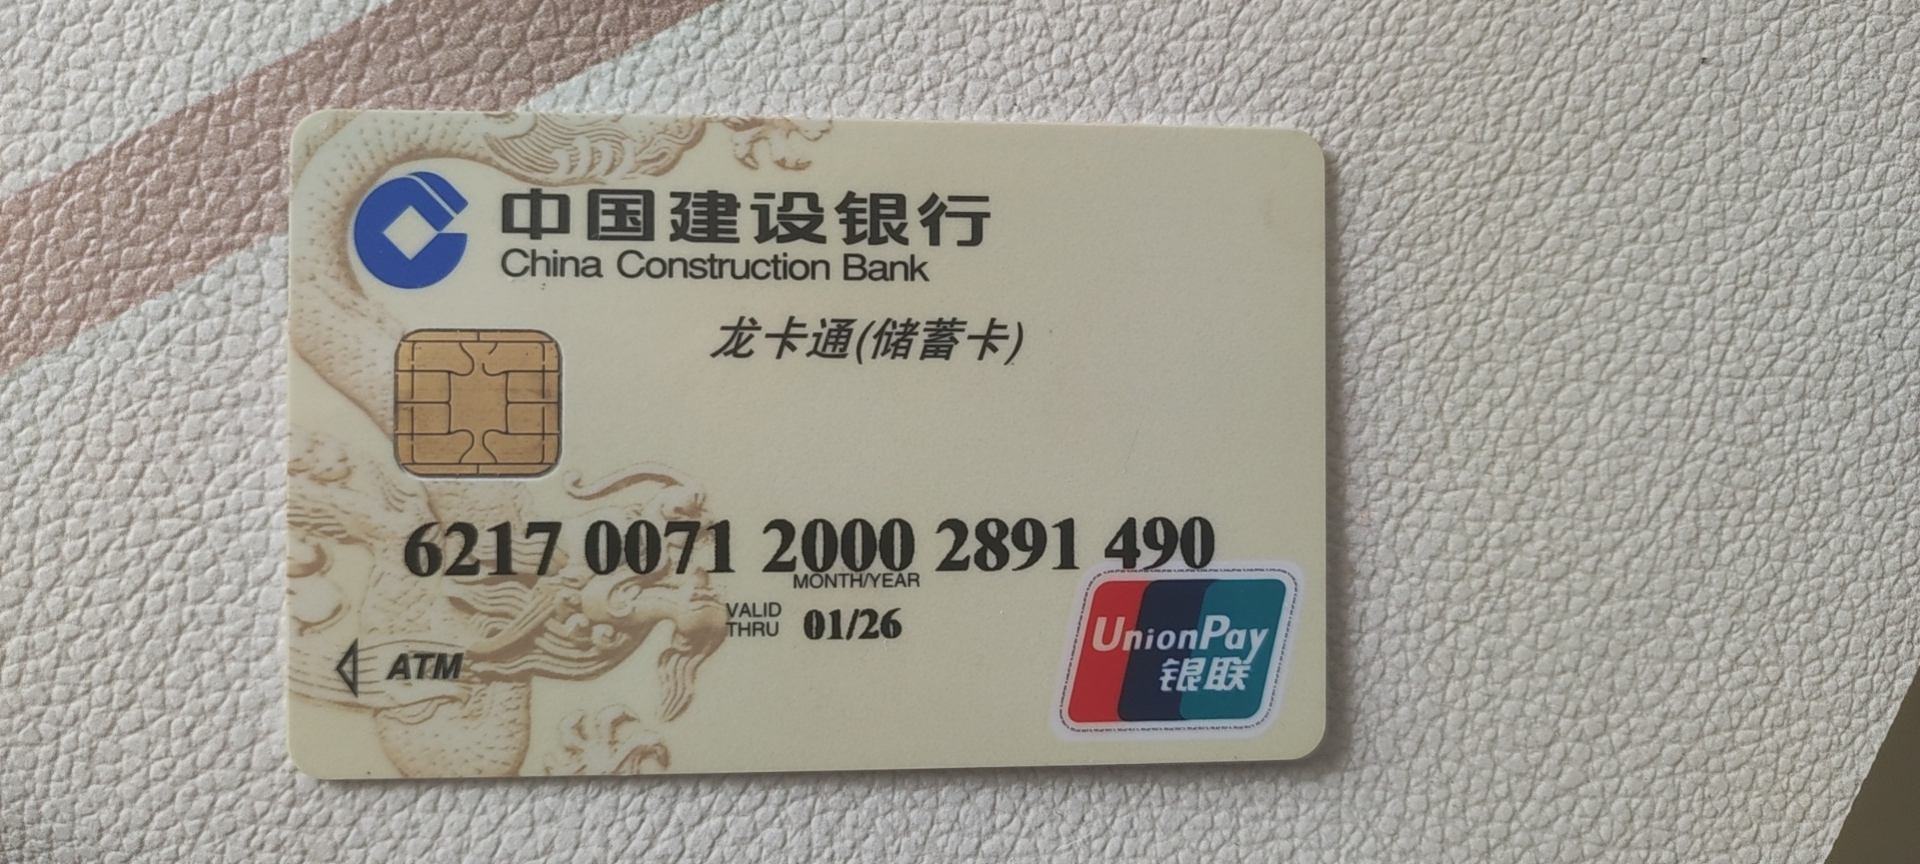 中国建设银行
China Construction Bank
龙卡通(储蓄卡)
6217 0071 2000 2891 490
MONTH/YEAR
VALID THRU 01/26
ATM
UnionPay
银联